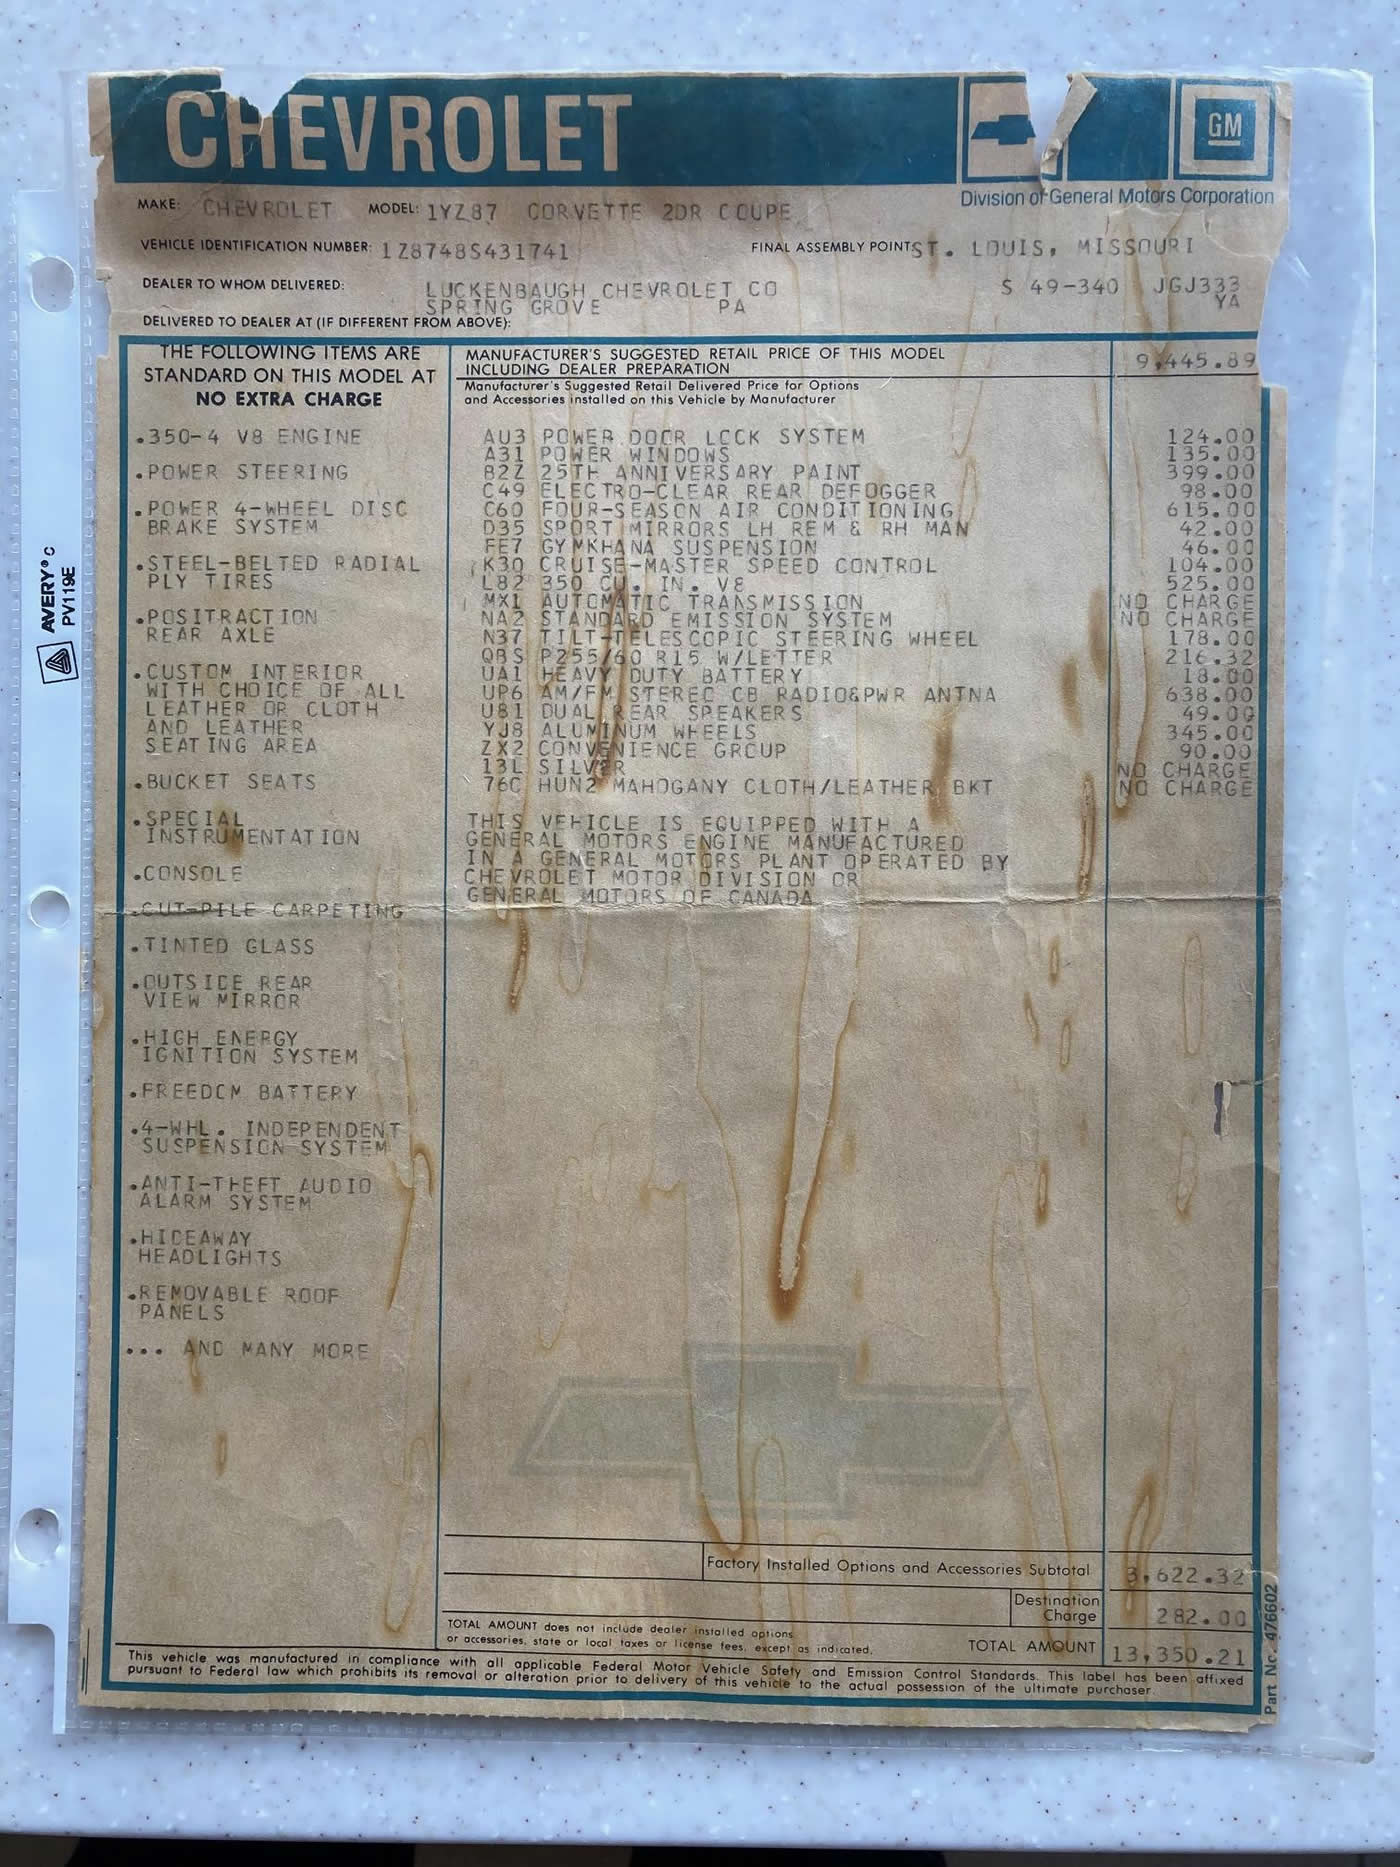 CHEVROLET
GM
Division of General Motors Corporation
MAKE: CHEVROLET MODEL: 1YZ87 CORVETTE 2DR COUPE
VEHICLE IDENTIFICATION NUMBER: 1Z8748S431741 FINAL ASSEMBLY POINT ST. LOUIS, MISSOURI
DEALER TO WHOM DELIVERED: LUCKENBAUGH CHEVROLET CO S 49-340 JGJ333
SPRING GROVE PA YA
DELIVERED TO DEALER AT (IF DIFFERENT FROM ABOVE):
THE FOLLOWING ITEMS ARE
STANDARD ON THIS MODEL AT
NO EXTRA CHARGE
.350-4 V8 ENGINE
.POWER STEERING
.POWER 4-WHEEL DISC
BRAKE SYSTEM
.STEEL-BELTED RADIAL
PLY TIRES
.POSITRACTION
REAR AXLE
.CUSTOM INTERIOR
WITH CHOICE OF ALL
LEATHER OR CLOTH
AND LEATHER
SEATING AREA
.BUCKET SEATS
.SPECIAL
INSTRUMENTATION
.CONSOLE
.CUT-PILE CARPETING
.TINTED GLASS
.OUTSIDE REAR
VIEW MIRROR
.HIGH ENERGY
IGNITION SYSTEM
.FREEDOM BATTERY
.4-WHL. INDEPENDENT
SUSPENSION SYSTEM
.ANTI-THEFT AUDIO
ALARM SYSTEM
.HIDEAWAY
HEADLIGHTS
.REMOVABLE ROOF
PANELS
... AND MANY MORE
MANUFACTURER'S SUGGESTED RETAIL PRICE OF THIS MODEL
INCLUDING DEALER PREPARATION 9,445.89
Manufacturer's Suggested Retail Delivered Price for Options
and Accessories installed on this Vehicle by Manufacturer
AU3 POWER DOOR LOCK SYSTEM 124.00
A31 POWER WINDOWS 135.00
B2Z 25TH ANNIVERSARY PAINT 399.00
C49 ELECTRO-CLEAR REAR DEFOGGER 98.00
C60 FOUR-SEASON AIR CONDITIONING 615.00
D35 SPORT MIRRORS LH REM & RH MAN 42.00
FE7 GYMKHANA SUSPENSION 46.00
K30 CRUISE-MASTER SPEED CONTROL 104.00
L82 350 CU. IN. V8 525.00
MX1 AUTOMATIC TRANSMISSION NO CHARGE
NA2 STANDARD EMISSION SYSTEM NO CHARGE
N37 TILT-TELESCOPIC STEERING WHEEL 178.00
QBS P255/60 R15 W/LETTER 216.32
UA1 HEAVY DUTY BATTERY 18.00
UP6 AM/FM STEREO CB RADIO&PWR ANTNA 638.00
U81 DUAL REAR SPEAKERS 49.00
YJ8 ALUMINUM WHEELS 345.00
ZX2 CONVENIENCE GROUP 90.00
13L SILVER NO CHARGE
76C HUN2 MAHOGANY CLOTH/LEATHER BKT NO CHARGE
THIS VEHICLE IS EQUIPPED WITH A
GENERAL MOTORS ENGINE MANUFACTURED
IN A GENERAL MOTORS PLANT OPERATED BY
CHEVROLET MOTOR DIVISION OR
GENERAL MOTORS OF CANADA
Factory Installed Options and Accessories Subtotal 3,622.32
Destination
Charge 282.00
TOTAL AMOUNT does not include dealer installed options
or accessories, state or local taxes or license fees, except as indicated.
TOTAL AMOUNT 13,350.21
This vehicle was manufactured in compliance with all applicable Federal Motor Vehicle Safety and Emission Control Standards. This label has been affixed
pursuant to Federal law which prohibits its removal or alteration prior to delivery of this vehicle to the actual possession of the ultimate purchaser.
Part No. 476602
AVERY®
PV119E